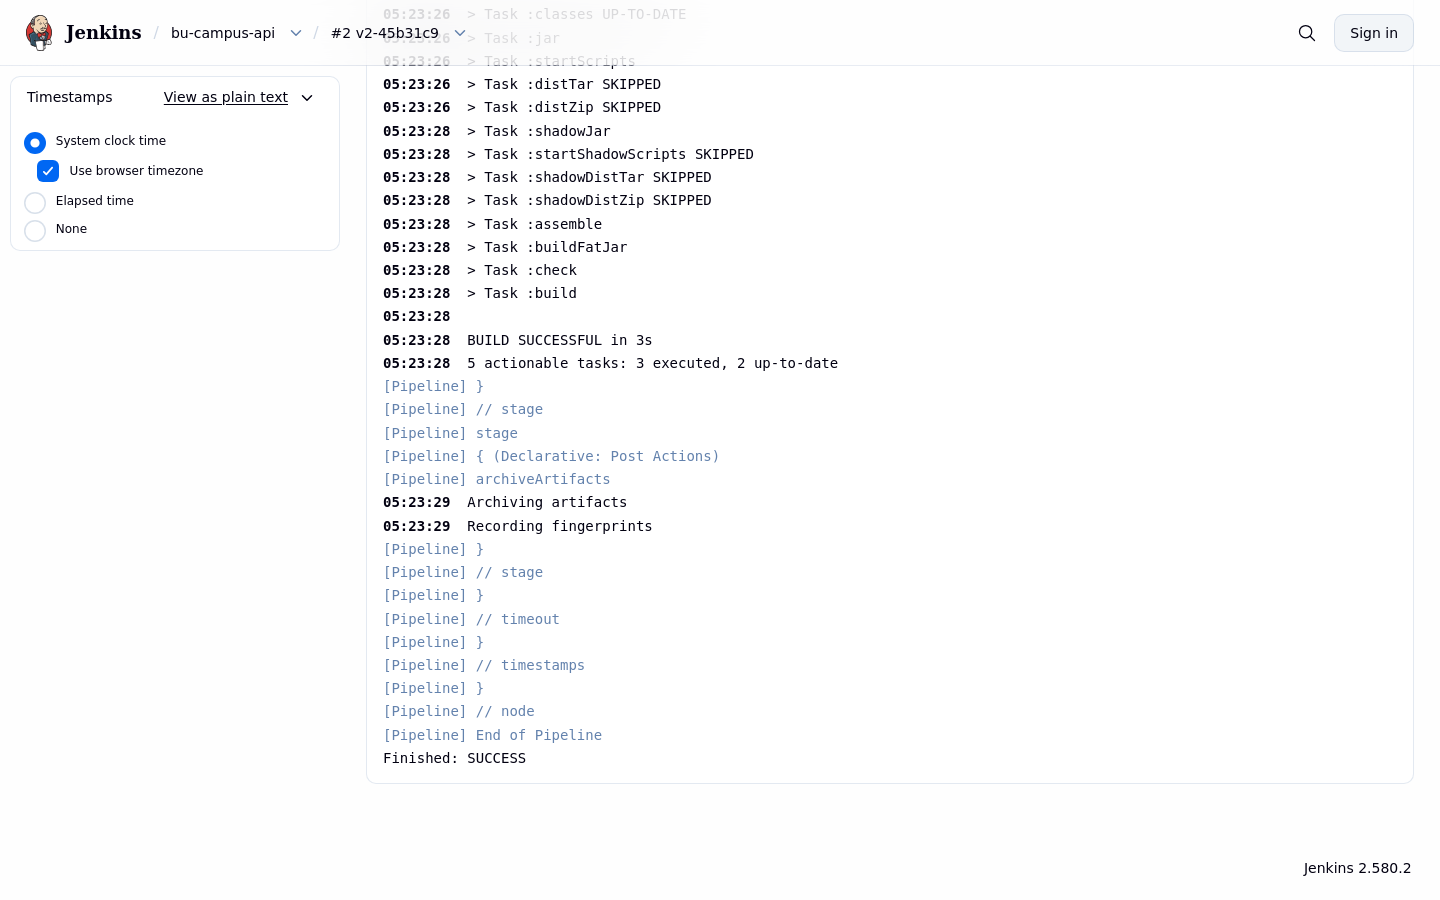 Jenkins / bu-campus-api / #2 v2-45b31c9 Sign in
Timestamps View as plain text
System clock time
Use browser timezone
Elapsed time
None
05:23:26 > Task :classes UP-TO-DATE
05:23:26 > Task :jar
05:23:26 > Task :startScripts
05:23:26 > Task :distTar SKIPPED
05:23:26 > Task :distZip SKIPPED
05:23:28 > Task :shadowJar
05:23:28 > Task :startShadowScripts SKIPPED
05:23:28 > Task :shadowDistTar SKIPPED
05:23:28 > Task :shadowDistZip SKIPPED
05:23:28 > Task :assemble
05:23:28 > Task :buildFatJar
05:23:28 > Task :check
05:23:28 > Task :build
05:23:28
05:23:28 BUILD SUCCESSFUL in 3s
05:23:28 5 actionable tasks: 3 executed, 2 up-to-date
[Pipeline] }
[Pipeline] // stage
[Pipeline] stage
[Pipeline] { (Declarative: Post Actions)
[Pipeline] archiveArtifacts
05:23:29 Archiving artifacts
05:23:29 Recording fingerprints
[Pipeline] }
[Pipeline] // stage
[Pipeline] }
[Pipeline] // timeout
[Pipeline] }
[Pipeline] // timestamps
[Pipeline] }
[Pipeline] // node
[Pipeline] End of Pipeline
Finished: SUCCESS
Jenkins 2.580.2